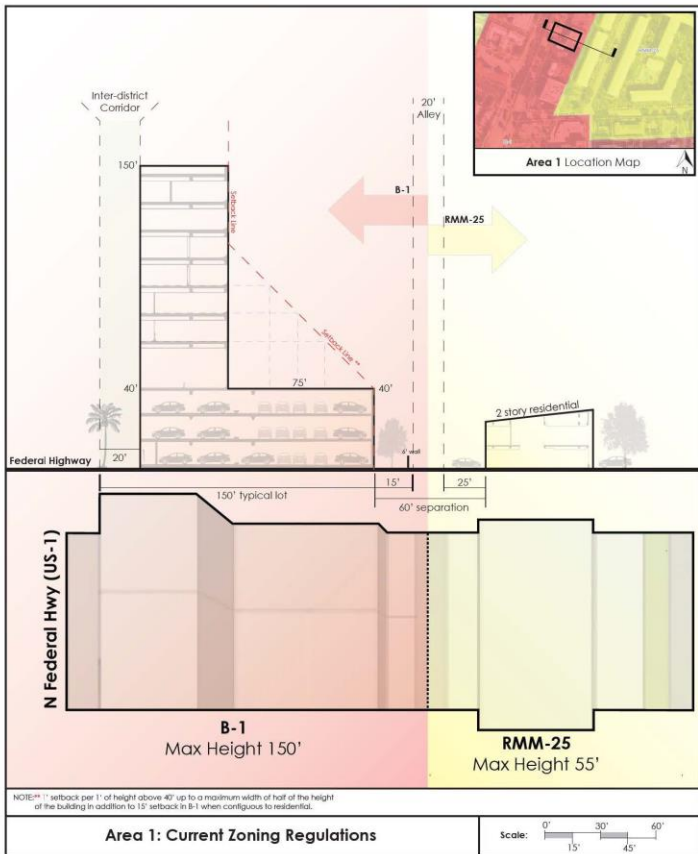 Inter-district
Corridor
20'
Alley
Area 1 Location Map
150'
Setback Line
B-1
RMM-25
Setback Line **
40'
75'
40'
2 story residential
Federal Highway
20'
6' wall
150' typical lot
15'
25'
60' separation
N Federal Hwy (US-1)
B-1
Max Height 150'
RMM-25
Max Height 55'
NOTE:** 1' setback per 1' of height above 40' up to a maximum width of half of the height
of the building in addition to 15' setback in B-1 when contiguous to residential.
Area 1: Current Zoning Regulations
Scale:
0' 30' 60'
15' 45'